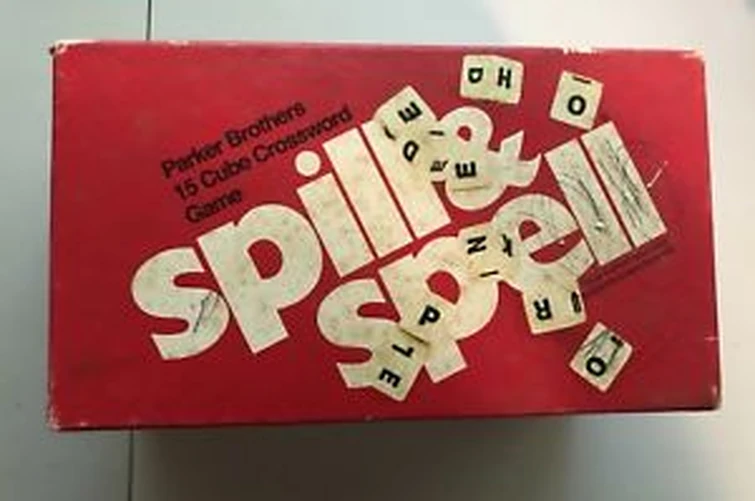 Parker Brothers
15 Cube Crossword
Game
spill &
spell
D H
O
E
D
E
N
R
P
E
O